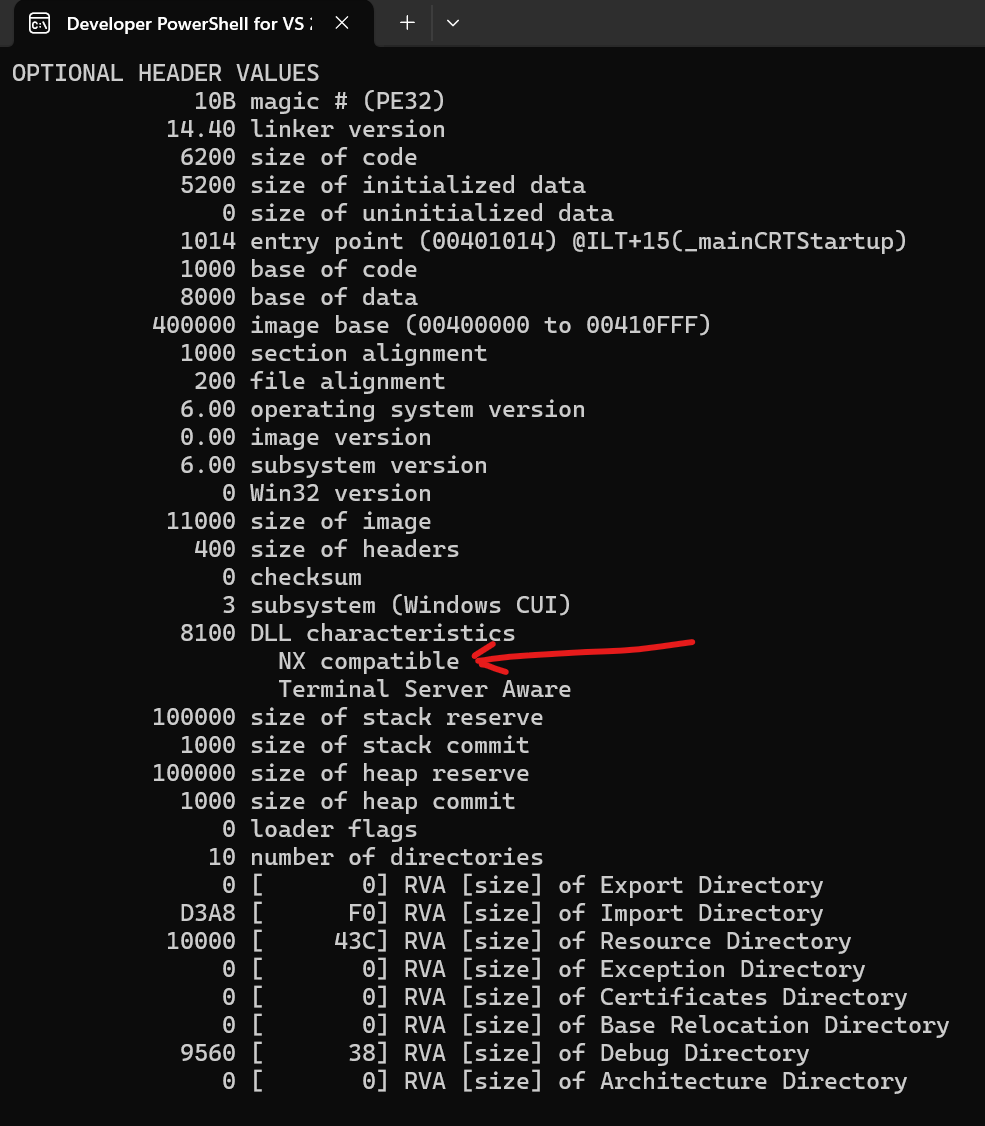 Developer PowerShell for VS 2
OPTIONAL HEADER VALUES
10B magic # (PE32)
14.40 linker version
6200 size of code
5200 size of initialized data
0 size of uninitialized data
1014 entry point (00401014) @ILT+15(_mainCRTStartup)
1000 base of code
8000 base of data
400000 image base (00400000 to 00410FFF)
1000 section alignment
200 file alignment
6.00 operating system version
0.00 image version
6.00 subsystem version
0 Win32 version
11000 size of image
400 size of headers
0 checksum
3 subsystem (Windows CUI)
8100 DLL characteristics
NX compatible
Terminal Server Aware
100000 size of stack reserve
1000 size of stack commit
100000 size of heap reserve
1000 size of heap commit
0 loader flags
10 number of directories
0 [       0] RVA [size] of Export Directory
D3A8 [      F0] RVA [size] of Import Directory
10000 [     43C] RVA [size] of Resource Directory
0 [       0] RVA [size] of Exception Directory
0 [       0] RVA [size] of Certificates Directory
0 [       0] RVA [size] of Base Relocation Directory
9560 [      38] RVA [size] of Debug Directory
0 [       0] RVA [size] of Architecture Directory